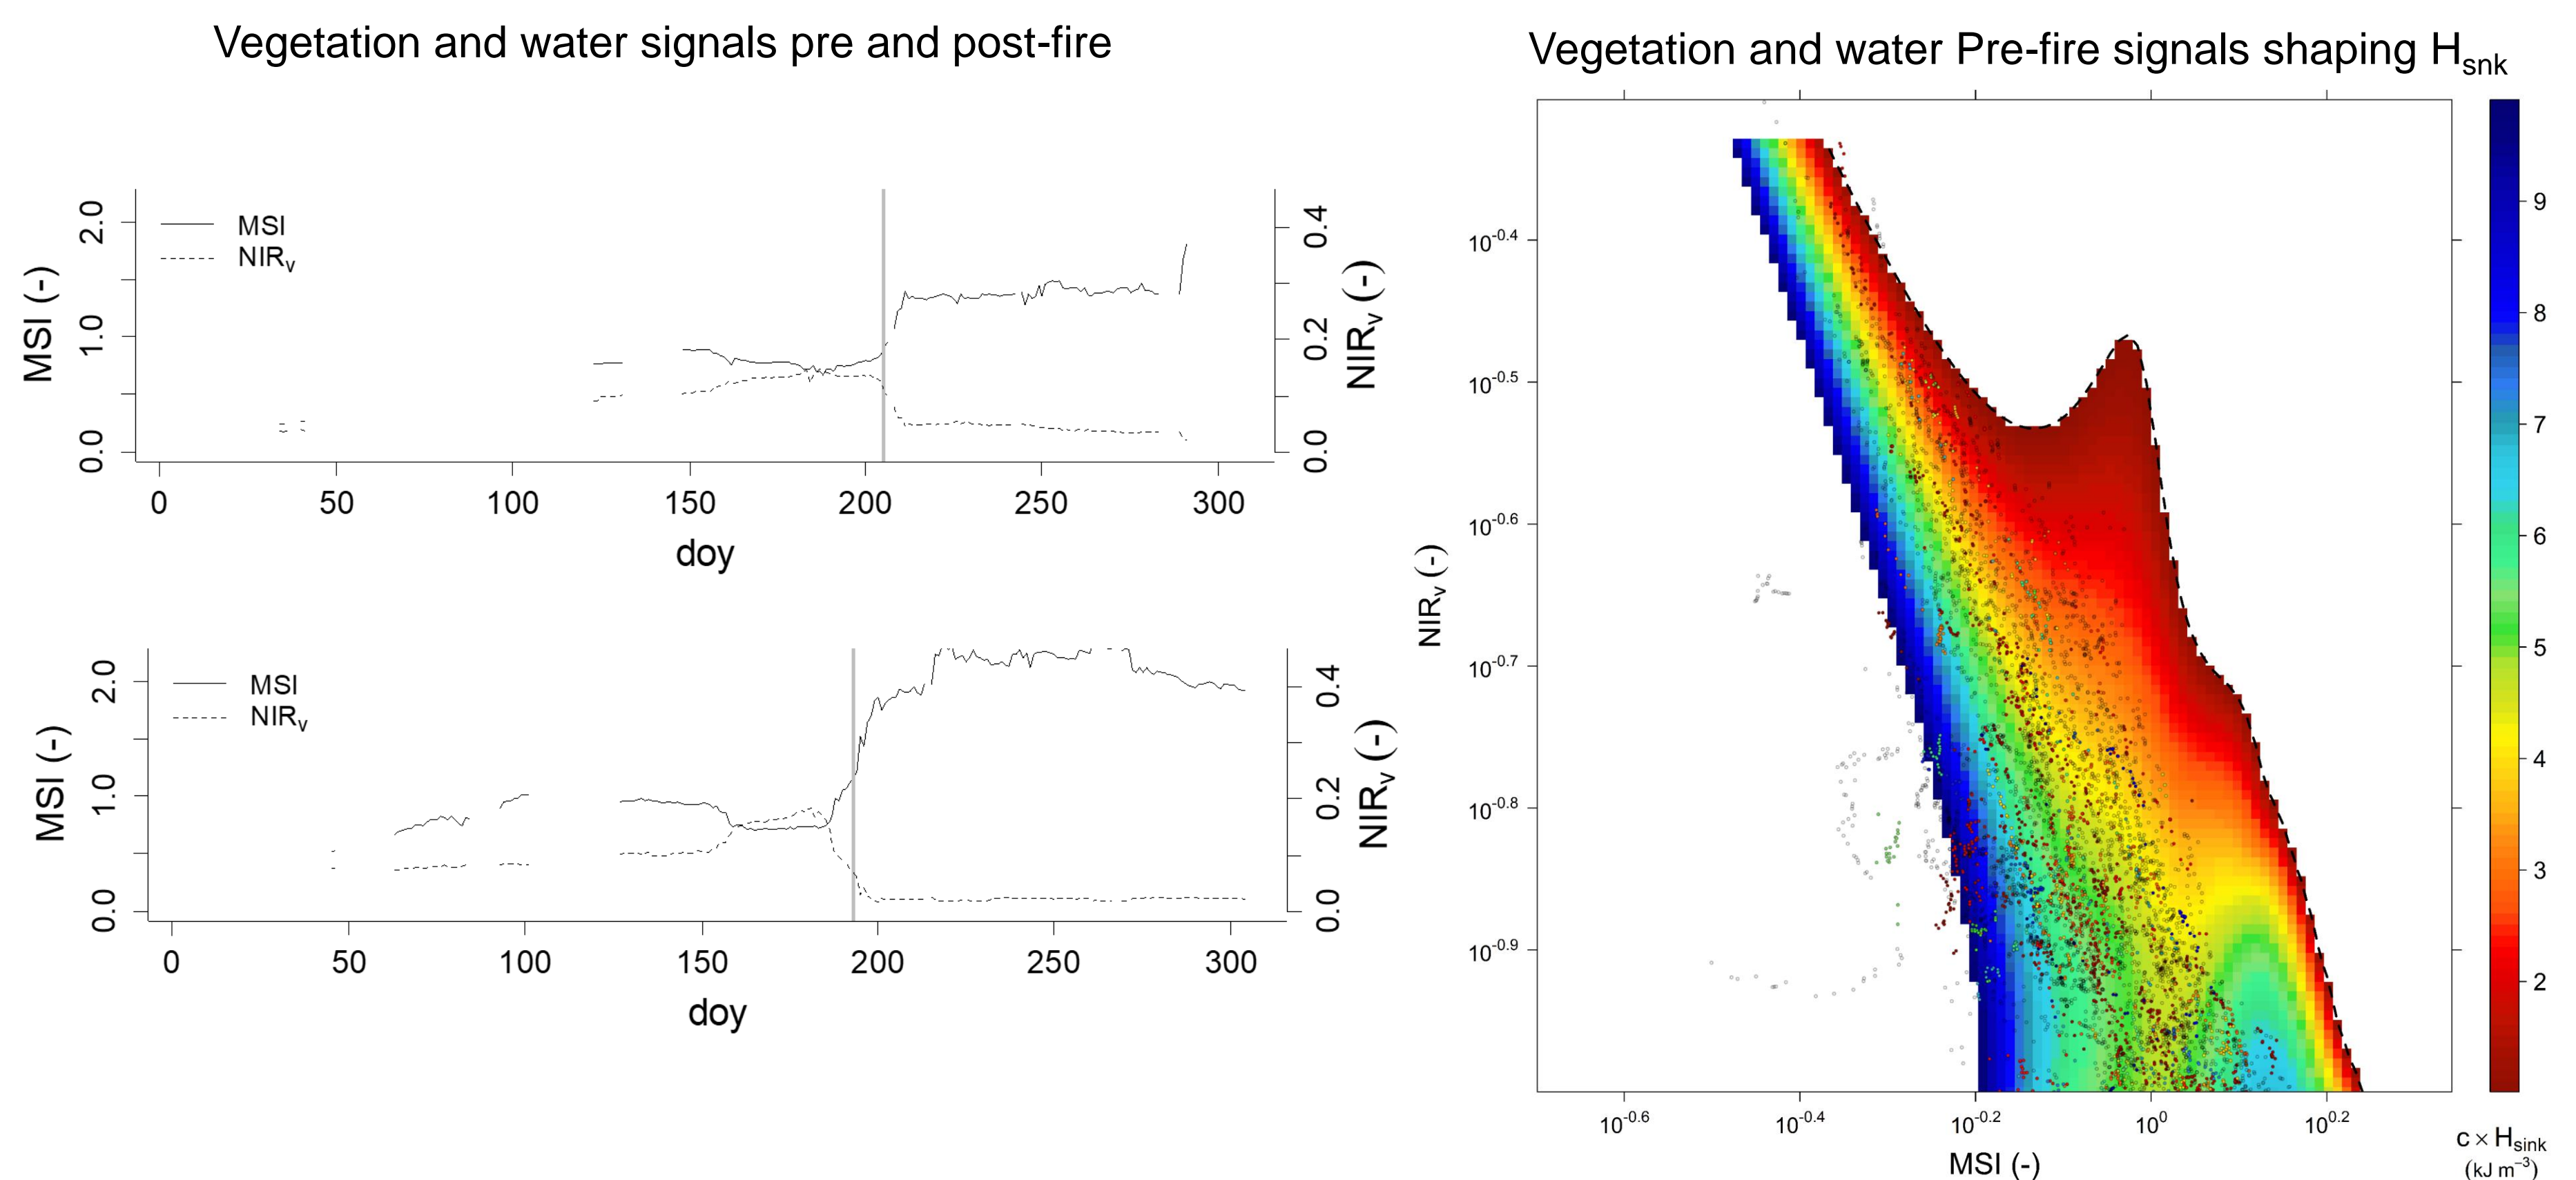 Vegetation and water signals pre and post-fire
MSI (-)
0.0 1.0 2.0
MSI
NIRv
0.0 0.2 0.4
NIRv (-)
0 50 100 150 200 250 300
doy
MSI (-)
0.0 1.0 2.0
MSI
NIRv
0.0 0.2 0.4
NIRv (-)
0 50 100 150 200 250 300
doy
Vegetation and water Pre-fire signals shaping Hsnk
NIRv (-)
10^-0.4
10^-0.5
10^-0.6
10^-0.7
10^-0.8
10^-0.9
10^-0.6 10^-0.4 10^-0.2 10^0 10^0.2
MSI (-)
9
8
7
6
5
4
3
2
c × Hsink
(kJ m^-3)